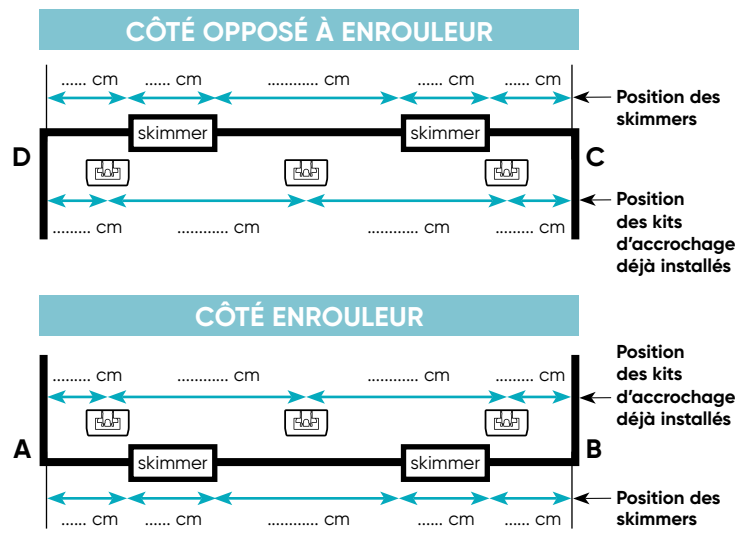 CÔTÉ OPPOSÉ À ENROULEUR
...... cm ...... cm ............ cm ...... cm ...... cm
Position des
skimmers
skimmer skimmer
D C
Position
des kits
d'accrochage
déjà installés
......... cm ............ cm ............ cm ......... cm
CÔTÉ ENROULEUR
Position
des kits
d'accrochage
déjà installés
......... cm ............ cm ............ cm ......... cm
A B
skimmer skimmer
Position des
skimmers
...... cm ...... cm ............ cm ...... cm ...... cm